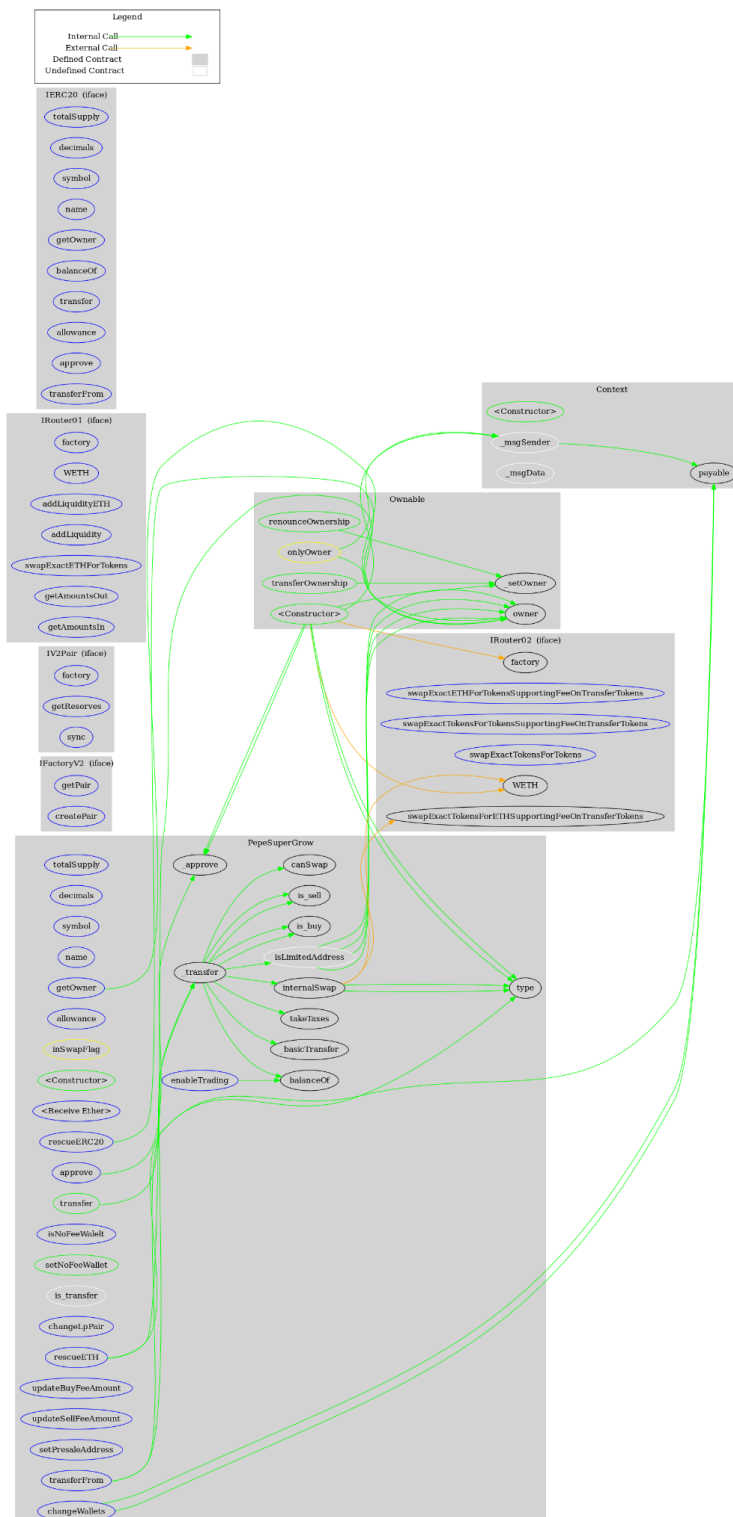 Legend
Internal Call
External Call
Defined Contract
Undefined Contract
IERC20 (iface)
totalSupply
decimals
symbol
name
getOwner
balanceOf
transfer
allowance
approve
transferFrom
IRouter01 (iface)
factory
WETH
addLiquidityETH
addLiquidity
swapExactETHForTokens
getAmountsOut
getAmountsIn
IV2Pair (iface)
factory
getReserves
sync
IFactoryV2 (iface)
getPair
createPair
Context
<Constructor>
_msgSender
_msgData
payable
Ownable
renounceOwnership
onlyOwner
transferOwnership
<Constructor>
_setOwner
owner
IRouter02 (iface)
factory
swapExactETHForTokensSupportingFeeOnTransferTokens
swapExactTokensForTokensSupportingFeeOnTransferTokens
swapExactTokensForTokens
WETH
swapExactTokensForETHSupportingFeeOnTransferTokens
PepeSuperGrow
totalSupply
decimals
symbol
name
getOwner
allowance
inSwapFlag
<Constructor>
<Receive Ether>
rescueERC20
approve
transfer
isNoFeeWalelt
setNoFeeWallet
is_transfer
changeLpPair
rescueETH
updateBuyFeeAmount
updateSellFeeAmount
setPresaleAddress
transferFrom
changeWallets
_approve
_transfer
enableTrading
canSwap
is_sell
is_buy
isLimitedAddress
internalSwap
takeTaxes
_basicTransfer
balanceOf
type